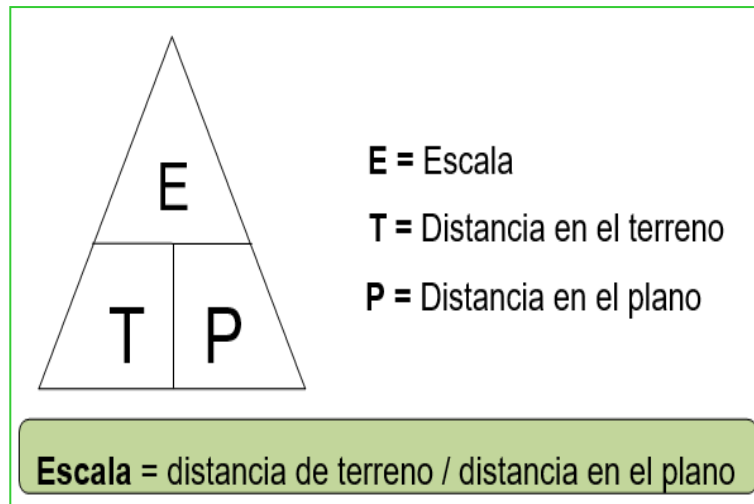 E
T P
E = Escala
T = Distancia en el terreno
P = Distancia en el plano
Escala = distancia de terreno / distancia en el plano